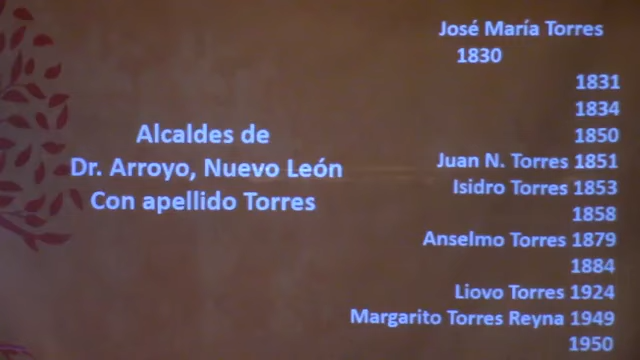 Alcaldes de
Dr. Arroyo, Nuevo León
Con apellido Torres
José María Torres
1830
1831
1834
1850
Juan N. Torres 1851
Isidro Torres 1853
1858
Anselmo Torres 1879
1884
Liovo Torres 1924
Margarito Torres Reyna 1949
1950